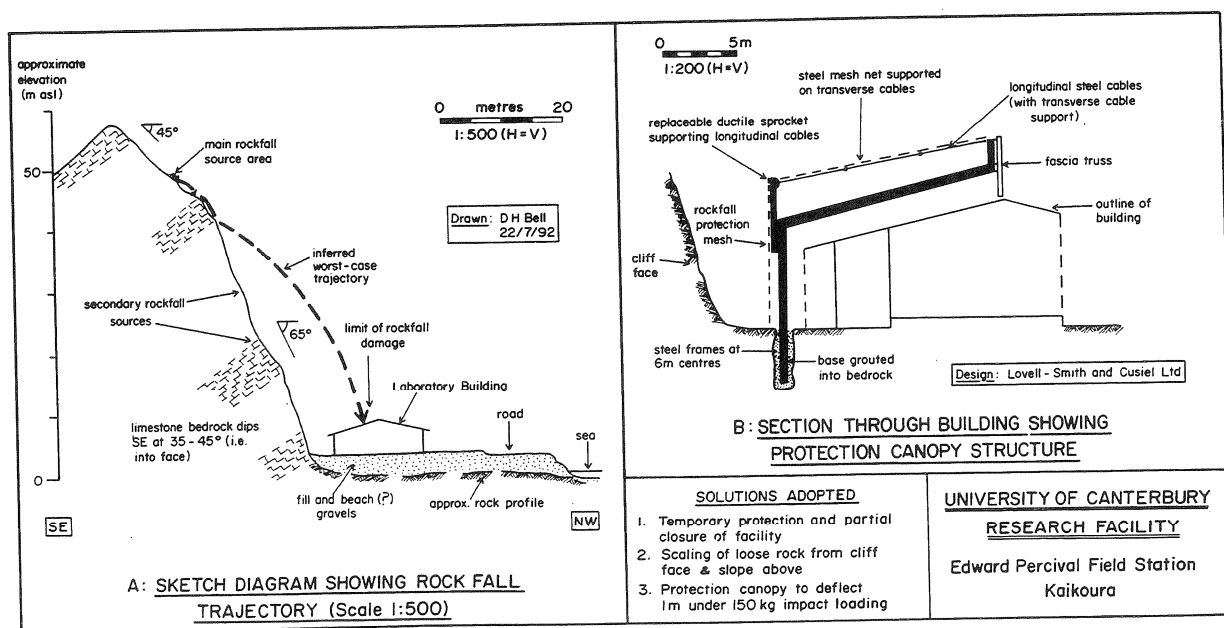 approximate
elevation
(m asl)
50
0
45°
main rockfall
source area
0 metres 20
1:500 (H=V)
Drawn: D H Bell
22/7/92
inferred
worst-case
trajectory
secondary rockfall
sources
65°
limit of rockfall
damage
Laboratory Building
road
sea
limestone bedrock dips
SE at 35-45° (i.e.
into face)
fill and beach (?)
gravels
approx. rock profile
SE
NW
A: SKETCH DIAGRAM SHOWING ROCK FALL
TRAJECTORY (Scale 1:500)
0 5m
1:200 (H=V)
steel mesh net supported
on transverse cables
longitudinal steel cables
(with transverse cable
support)
replaceable ductile sprocket
supporting longitudinal cables
fascia truss
rockfall
protection
mesh
outline of
building
cliff
face
steel frames at
6m centres
base grouted
into bedrock
Design: Lovell-Smith and Cusiel Ltd
B: SECTION THROUGH BUILDING SHOWING
PROTECTION CANOPY STRUCTURE
SOLUTIONS ADOPTED
1. Temporary protection and partial
closure of facility
2. Scaling of loose rock from cliff
face & slope above
3. Protection canopy to deflect
1m under 150 kg impact loading
UNIVERSITY OF CANTERBURY
RESEARCH FACILITY
Edward Percival Field Station
Kaikoura